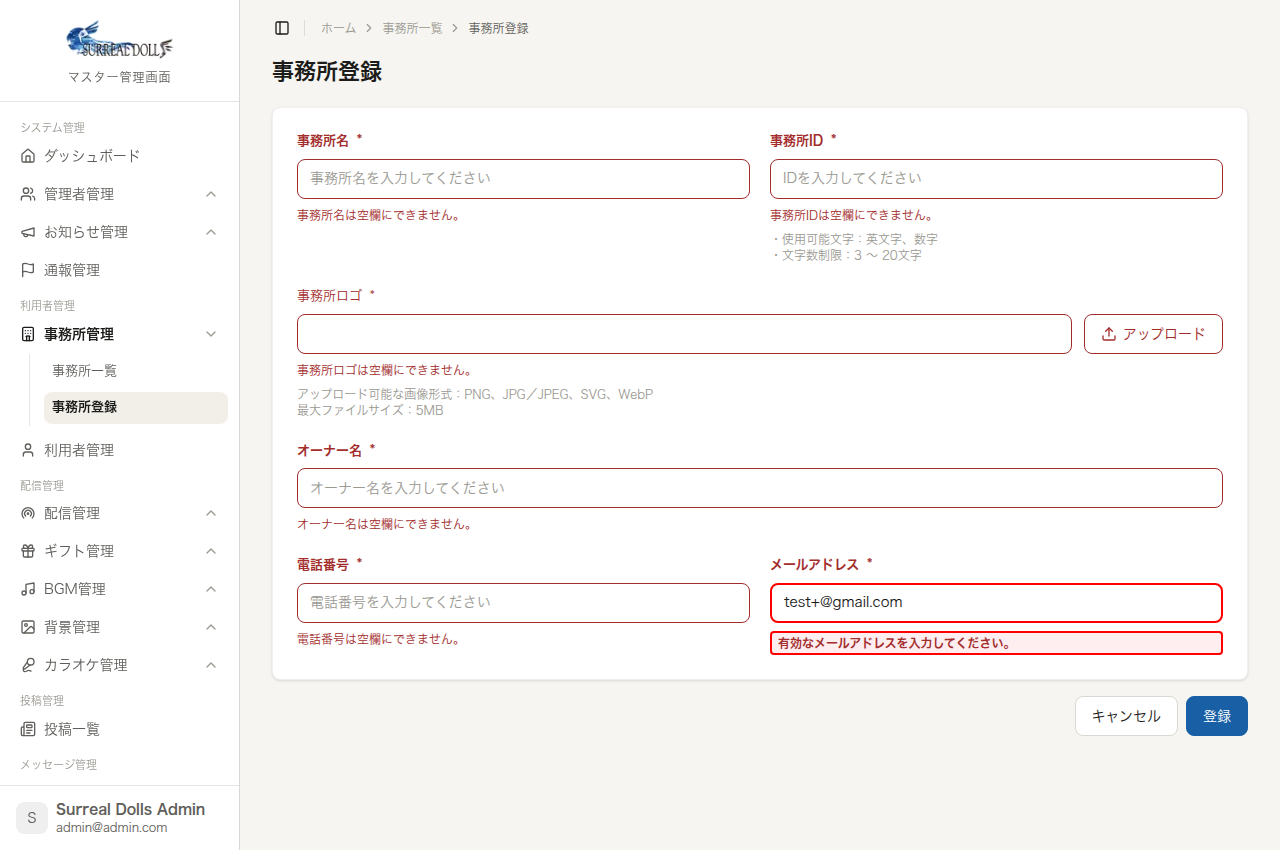 SURREAL DOLLS
マスター管理画面
システム管理
ダッシュボード
管理者管理
お知らせ管理
通報管理
利用者管理
事務所管理
事務所一覧
事務所登録
利用者管理
配信管理
配信管理
ギフト管理
BGM管理
背景管理
カラオケ管理
投稿管理
投稿一覧
メッセージ管理
S
Surreal Dolls Admin
admin@admin.com
ホーム > 事務所一覧 > 事務所登録
事務所登録
事務所名 *
事務所名を入力してください
事務所名は空欄にできません。
事務所ID *
IDを入力してください
事務所IDは空欄にできません。
・使用可能文字：英文字、数字
・文字数制限：3 〜 20文字
事務所ロゴ *
アップロード
事務所ロゴは空欄にできません。
アップロード可能な画像形式：PNG、JPG／JPEG、SVG、WebP
最大ファイルサイズ：5MB
オーナー名 *
オーナー名を入力してください
オーナー名は空欄にできません。
電話番号 *
電話番号を入力してください
電話番号は空欄にできません。
メールアドレス *
test+@gmail.com
有効なメールアドレスを入力してください。
キャンセル
登録